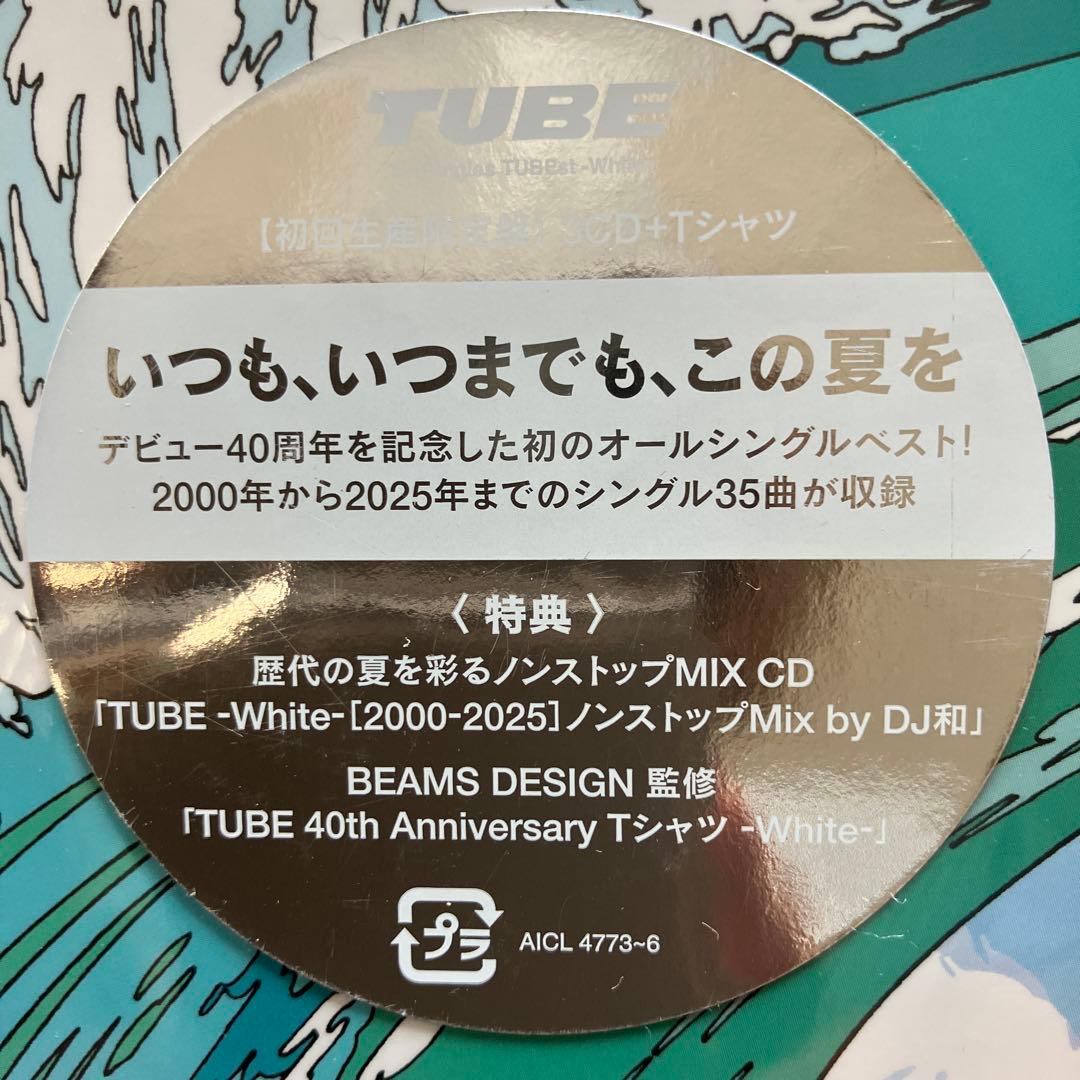 TUBE
TUBEst -White-
【初回生産限定盤】 3CD+Tシャツ
いつも、いつまでも、この夏を
デビュー40周年を記念した初のオールシングルベスト!
2000年から2025年までのシングル35曲が収録
〈 特典 〉
歴代の夏を彩るノンストップMIX CD
「TUBE -White-[2000-2025]ノンストップMix by DJ和」
BEAMS DESIGN 監修
「TUBE 40th Anniversary Tシャツ -White-」
プラ
AICL 4773~6